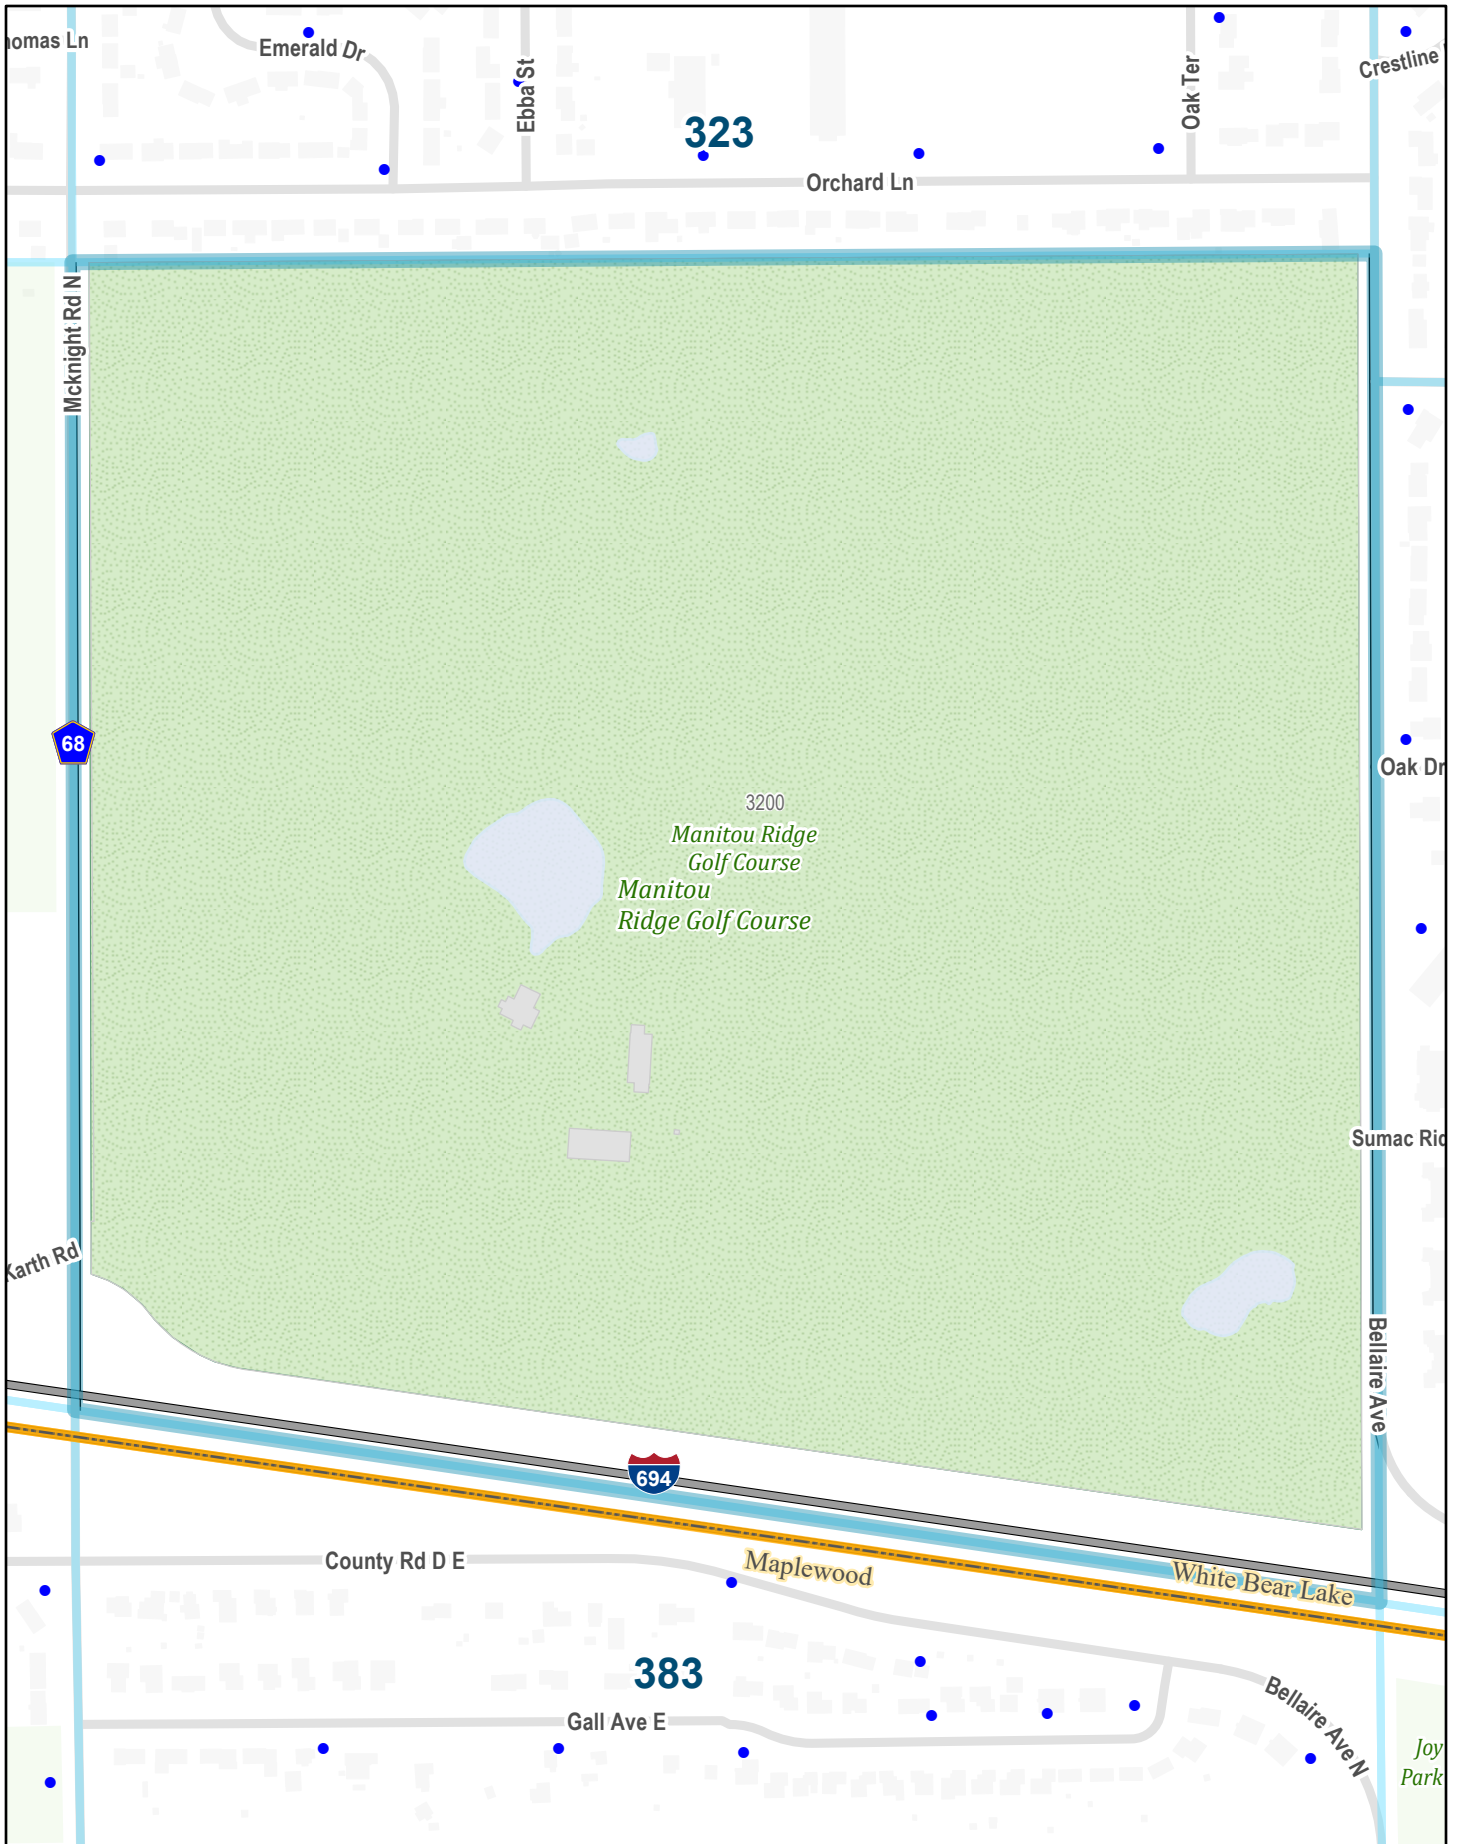 homas Ln
Emerald Dr
Ebba St
Oak Ter
Crestline
323
Orchard Ln
Mcknight Rd N
68
Oak Dr
3200
Manitou Ridge
Golf Course
Manitou
Ridge Golf Course
Sumac Rid
Karth Rd
Bellaire Ave
694
County Rd D E
Maplewood
White Bear Lake
383
Gall Ave E
Bellaire Ave N
Joy
Park